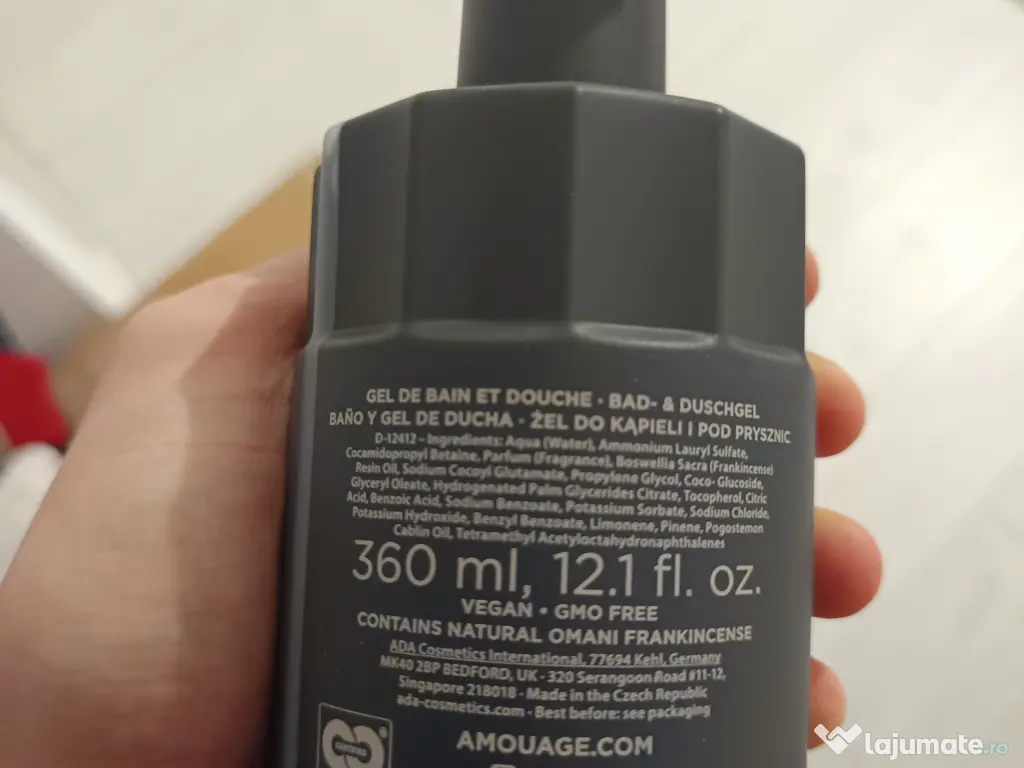 GEL DE BAIN ET DOUCHE · BAD- & DUSCHGEL
BAÑO Y GEL DE DUCHA · ŻEL DO KĄPIELI I POD PRYSZNIC
D-12412 – Ingredients: Aqua (Water), Ammonium Lauryl Sulfate,
Cocamidopropyl Betaine, Parfum (Fragrance), Boswellia Sacra (Frankincense)
Resin Oil, Sodium Cocoyl Glutamate, Propylene Glycol, Coco- Glucoside,
Glyceryl Oleate, Hydrogenated Palm Glycerides Citrate, Tocopherol, Citric
Acid, Benzoic Acid, Sodium Benzoate, Potassium Sorbate, Sodium Chloride,
Potassium Hydroxide, Benzyl Benzoate, Limonene, Pinene, Pogostemon
Cablin Oil, Tetramethyl Acetyloctahydronaphthalenes
360 ml, 12.1 fl. oz.
VEGAN · GMO FREE
CONTAINS NATURAL OMANI FRANKINCENSE
ADA Cosmetics International, 77694 Kehl, Germany
MK40 2BP BEDFORD, UK - 320 Serangoon Road #11-12,
Singapore 218018 - Made in the Czech Republic
ada-cosmetics.com - Best before: see packaging
CERTIFIED
®
AMOUAGE.COM
lajumate.ro